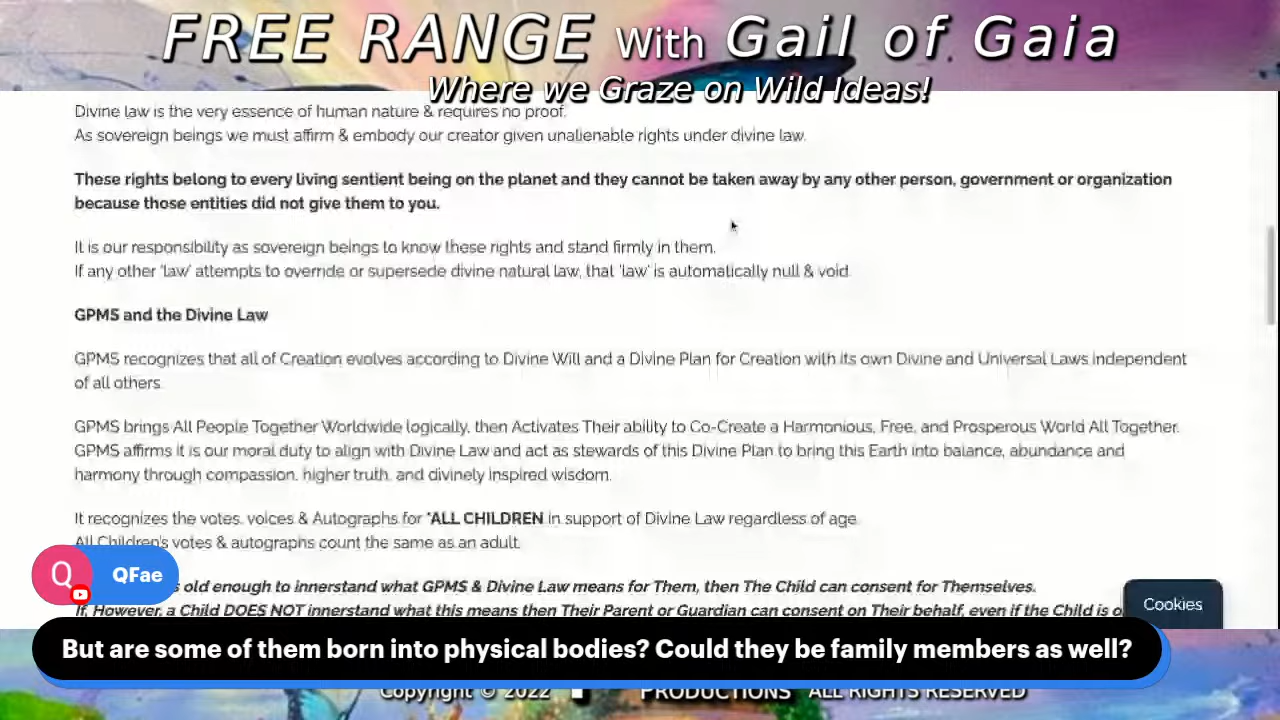 FREE RANGE With Gail of Gaia
Where we Graze on Wild Ideas!
Divine law is the very essence of human nature & requires no proof.
As sovereign beings we must affirm & embody our creator given unalienable rights under divine law.
These rights belong to every living sentient being on the planet and they cannot be taken away by any other person, government or organization
because those entities did not give them to you.
It is our responsibility as sovereign beings to know these rights and stand firmly in them.
If any other 'law' attempts to override or supersede divine natural law, that 'law' is automatically null & void.
GPMS and the Divine Law
GPMS recognizes that all of Creation evolves according to Divine Will and a Divine Plan for Creation with its own Divine and Universal Laws independent
of all others.
GPMS brings All People Together Worldwide logically, then Activates Their ability to Co-Create a Harmonious, Free, and Prosperous World All Together.
GPMS affirms it is our moral duty to align with Divine Law and act as stewards of this Divine Plan to bring this Earth into balance, abundance and
harmony through compassion, higher truth, and divinely inspired wisdom.
It recognizes the votes, voices & Autographs for *ALL CHILDREN in support of Divine Law regardless of age.
All Children's votes & autographs count the same as an adult.
Q QFae
old enough to innerstand what GPMS & Divine Law means for Them, then The Child can consent for Themselves.
If, However, a Child DOES NOT innerstand what this means then Their Parent or Guardian can consent on Their behalf, even if the Child is
Cookies
But are some of them born into physical bodies? Could they be family members as well?
Copyright © 2022 PRODUCTIONS ALL RIGHTS RESERVED